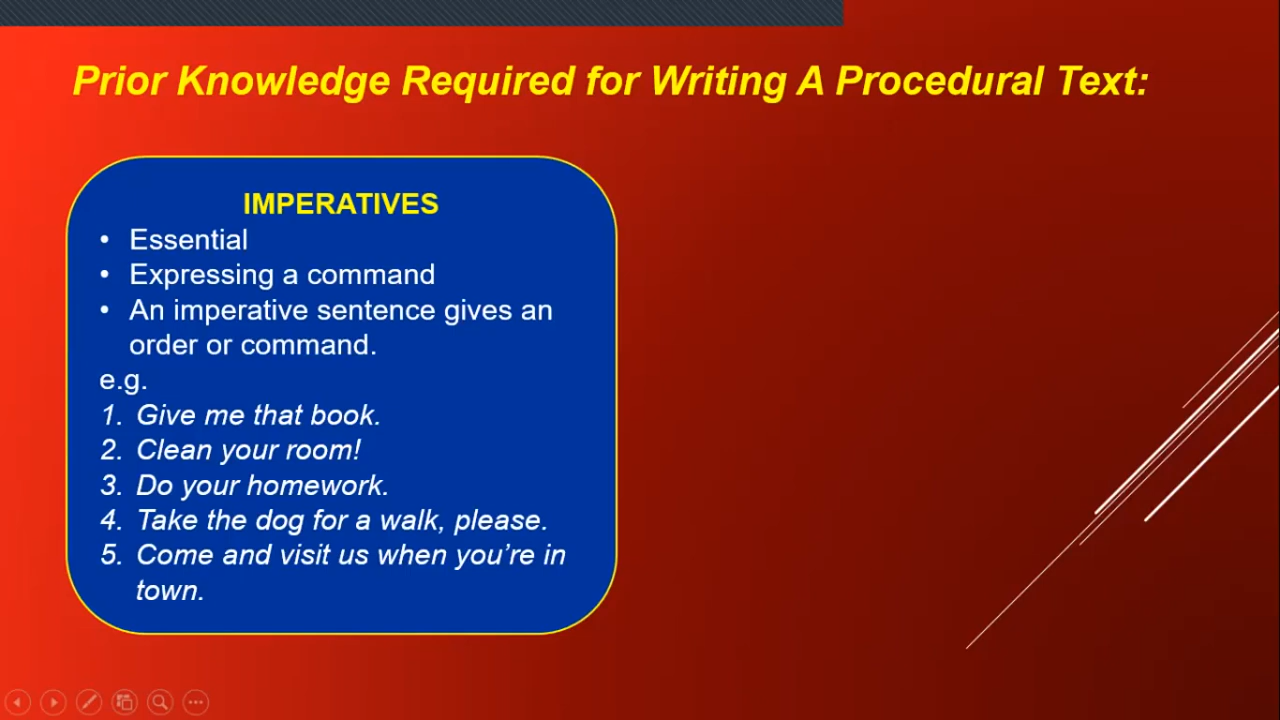 Prior Knowledge Required for Writing A Procedural Text:
IMPERATIVES
• Essential
• Expressing a command
• An imperative sentence gives an
order or command.
e.g.
1. Give me that book.
2. Clean your room!
3. Do your homework.
4. Take the dog for a walk, please.
5. Come and visit us when you’re in
town.